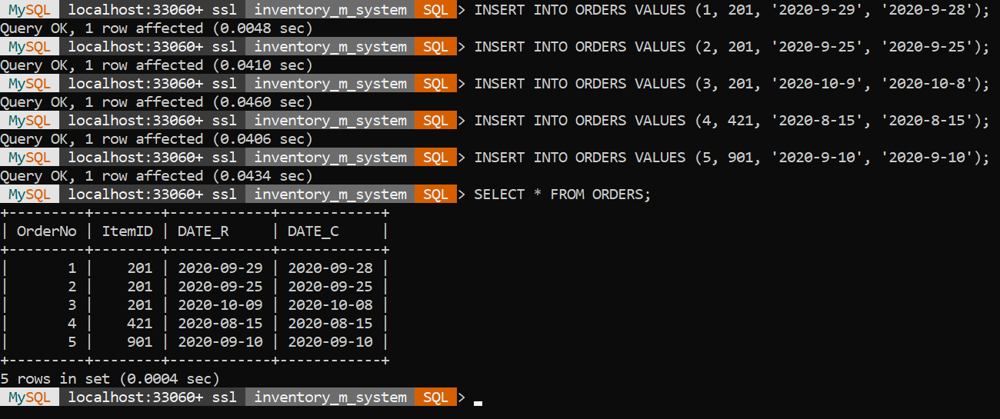 MySQL localhost:33060+ ssl inventory_m_system SQL > INSERT INTO ORDERS VALUES (1, 201, '2020-9-29', '2020-9-28');
Query OK, 1 row affected (0.0048 sec)
MySQL localhost:33060+ ssl inventory_m_system SQL > INSERT INTO ORDERS VALUES (2, 201, '2020-9-25', '2020-9-25');
Query OK, 1 row affected (0.0410 sec)
MySQL localhost:33060+ ssl inventory_m_system SQL > INSERT INTO ORDERS VALUES (3, 201, '2020-10-9', '2020-10-8');
Query OK, 1 row affected (0.0460 sec)
MySQL localhost:33060+ ssl inventory_m_system SQL > INSERT INTO ORDERS VALUES (4, 421, '2020-8-15', '2020-8-15');
Query OK, 1 row affected (0.0406 sec)
MySQL localhost:33060+ ssl inventory_m_system SQL > INSERT INTO ORDERS VALUES (5, 901, '2020-9-10', '2020-9-10');
Query OK, 1 row affected (0.0434 sec)
MySQL localhost:33060+ ssl inventory_m_system SQL > SELECT * FROM ORDERS;
+---------+--------+------------+------------+
| OrderNo | ItemID | DATE_R     | DATE_C     |
+---------+--------+------------+------------+
|       1 |    201 | 2020-09-29 | 2020-09-28 |
|       2 |    201 | 2020-09-25 | 2020-09-25 |
|       3 |    201 | 2020-10-09 | 2020-10-08 |
|       4 |    421 | 2020-08-15 | 2020-08-15 |
|       5 |    901 | 2020-09-10 | 2020-09-10 |
+---------+--------+------------+------------+
5 rows in set (0.0004 sec)
MySQL localhost:33060+ ssl inventory_m_system SQL >